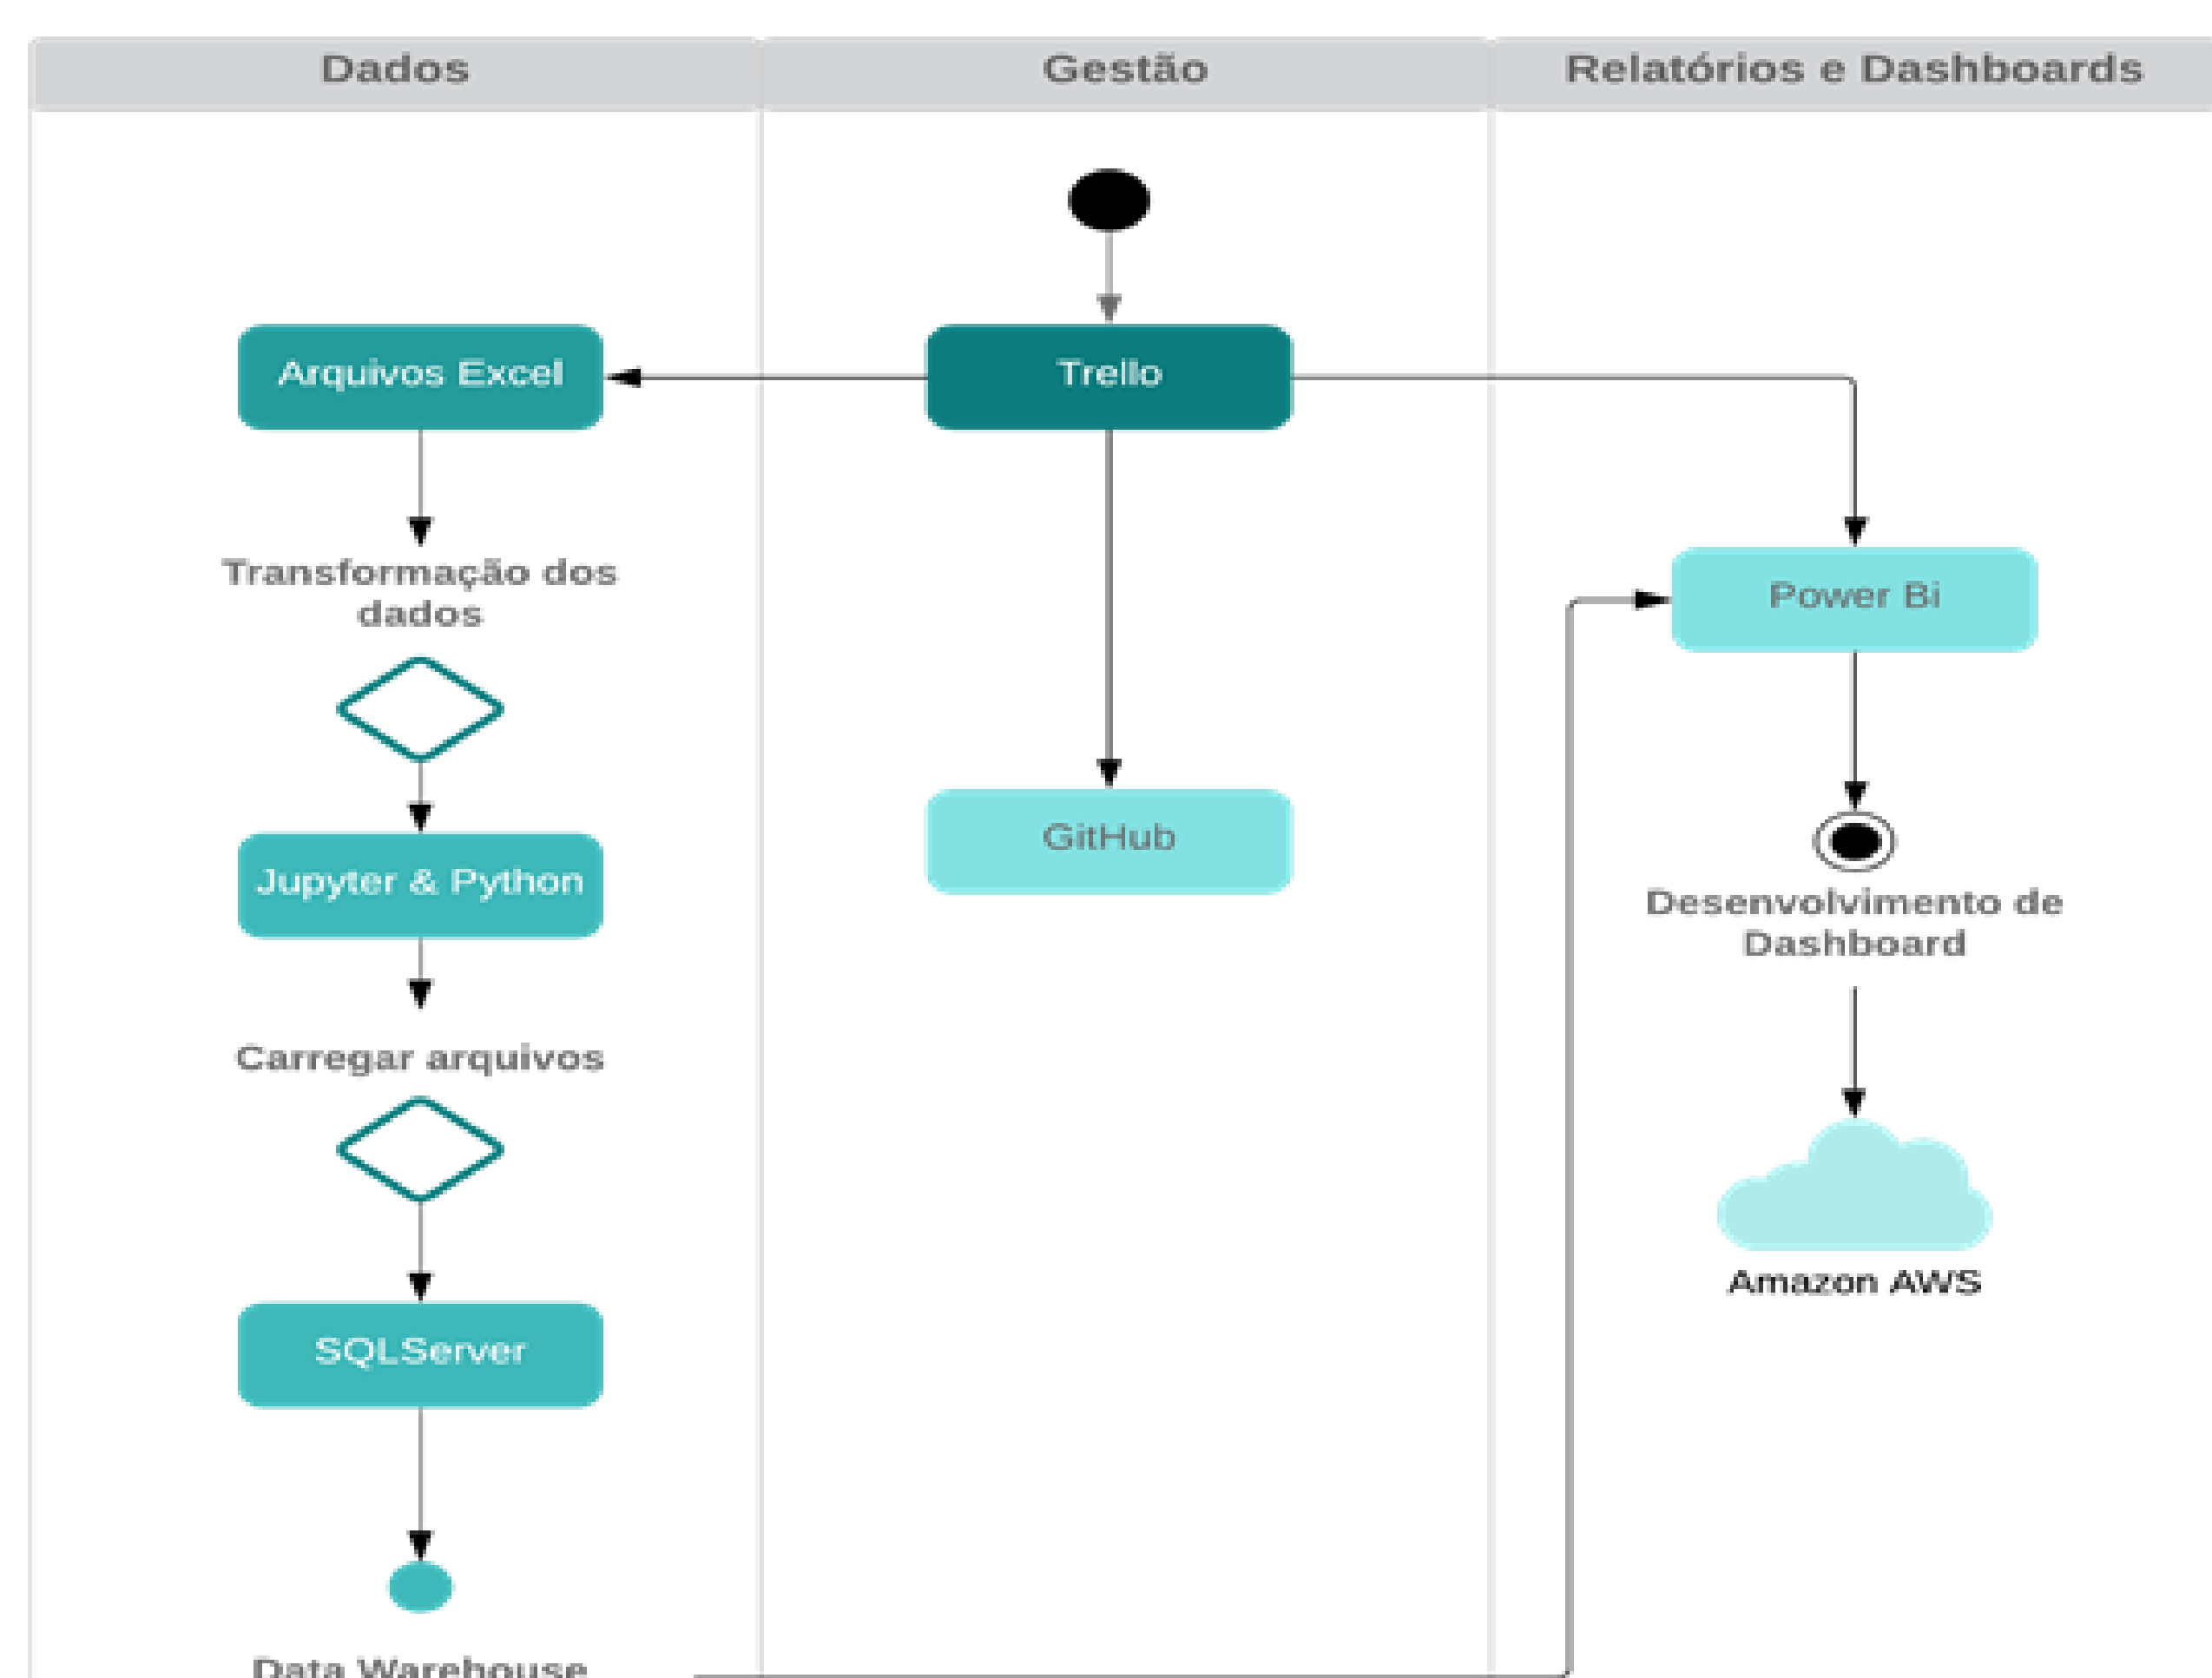 Dados
Gestão
Relatórios e Dashboards
Arquivos Excel
Trello
Transformação dos
dados
Power Bi
Jupyter & Python
GitHub
Desenvolvimento de
Dashboard
Carregar arquivos
Amazon AWS
SQLServer
Data Warehouse